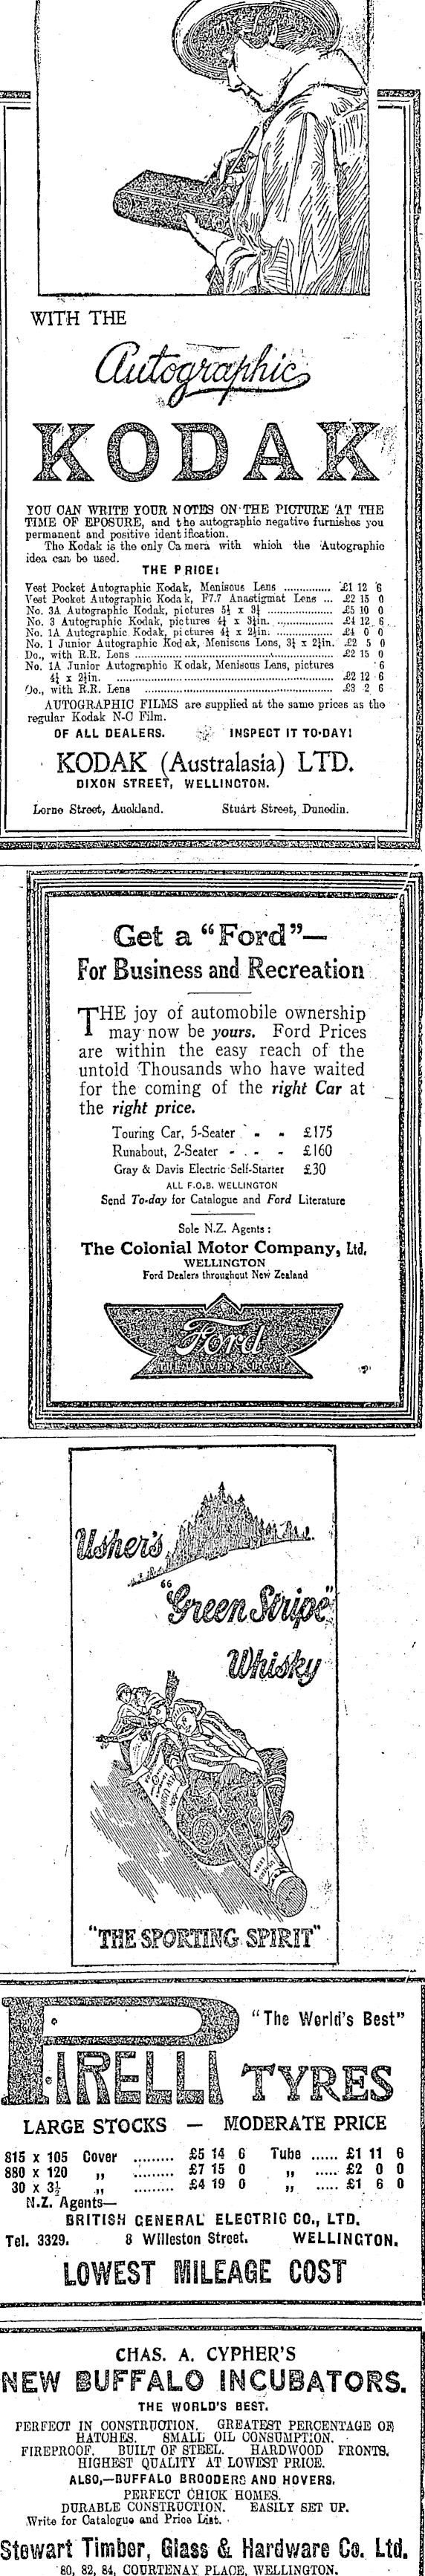 WITH THE
Autographic
KODAK
YOU CAN WRITE YOUR NOTES ON THE PICTURE AT THE
TIME OF EPOSURE, and the autographic negative furnishes you
permanent and positive identification.
The Kodak is the only Camera with which the Autographic
idea can be used.
THE PRICE:
Vest Pocket Autographic Kodak, Meniscus Lens ............. £1 12 6
Vest Pocket Autographic Kodak, F7.7 Anastigmat Lens ... £2 15 0
No. 3A Autographic Kodak, pictures 5½ x 3¼ ............ £5 10 0
No. 3 Autographic Kodak, pictures 4¼ x 3¼in. ............ £4 12 6
No. 1A Autographic Kodak, pictures 4¼ x 2½in. ............ £4 0 0
No. 1 Junior Autographic Kodak, Meniscus Lens, 3¼ x 2¼in. £2 5 0
Do., with R.R. Lens ............ £2 15 0
No. 1A Junior Autographic Kodak, Meniscus Lens, pictures
4¼ x 2½in. ............ £2 12 6
Do., with R.R. Lens ............ £3 2 6
AUTOGRAPHIC FILMS are supplied at the same prices as the
regular Kodak N-C Film.
OF ALL DEALERS. INSPECT IT TO-DAY!
KODAK (Australasia) LTD.
DIXON STREET, WELLINGTON.
Lorne Street, Auckland. Stuart Street, Dunedin.
Get a "Ford"—
For Business and Recreation
THE joy of automobile ownership
may now be yours. Ford Prices
are within the easy reach of the
untold Thousands who have waited
for the coming of the right Car at
the right price.
Touring Car, 5-Seater - - £175
Runabout, 2-Seater - - - £160
Gray & Davis Electric Self-Starter £30
ALL F.O.B. WELLINGTON
Send To-day for Catalogue and Ford Literature
Sole N.Z. Agents:
The Colonial Motor Company, Ltd.
WELLINGTON
Ford Dealers throughout New Zealand
Ford
THE UNIVERSAL CAR
Usher's
"Green Stripe"
Whisky
"THE SPORTING SPIRIT"
PIRELLI "The World's Best"
TYRES
LARGE STOCKS — MODERATE PRICE
815 x 105 Cover ......... £5 14 6 Tube ...... £1 11 6
880 x 120 ,, ......... £7 15 0 ,, ..... £2 0 0
30 x 3½ ,, ......... £4 19 0 ,, ..... £1 6 0
N.Z. Agents—
BRITISH GENERAL ELECTRIC CO., LTD.
Tel. 3329. 8 Willeston Street. WELLINGTON.
LOWEST MILEAGE COST
CHAS. A. CYPHER'S
NEW BUFFALO INCUBATORS.
THE WORLD'S BEST.
PERFECT IN CONSTRUCTION. GREATEST PERCENTAGE OF
HATCHES. SMALL OIL CONSUMPTION.
FIREPROOF. BUILT OF STEEL. HARDWOOD FRONTS.
HIGHEST QUALITY AT LOWEST PRICE.
ALSO,—BUFFALO BROODERS AND HOVERS.
PERFECT CHICK HOMES.
DURABLE CONSTRUCTION. EASILY SET UP.
Write for Catalogue and Price List.
Stewart Timber, Glass & Hardware Co. Ltd.
80, 82, 84, COURTENAY PLACE, WELLINGTON.